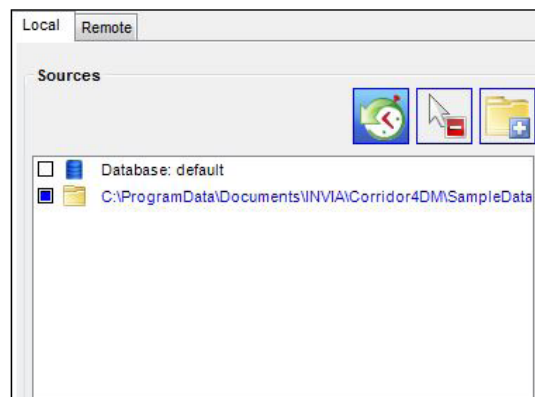 Local
Remote
Sources
Database: default
C:\ProgramData\Documents\INVIA\Corridor4DM\SampleData